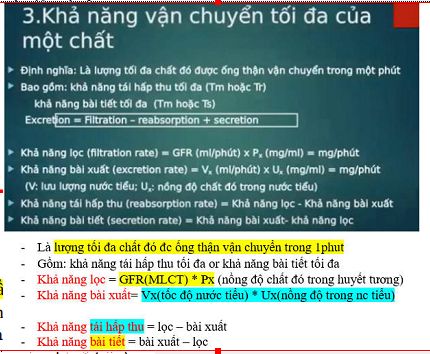 3.Khả năng vận chuyển tối đa của
một chất
Định nghĩa: Là lượng tối đa chất đó được ống thận vận chuyển trong một phút
Bao gồm: khả năng tái hấp thu tối đa (Tm hoặc Tr)
khả năng bài tiết tối đa (Tm hoặc Ts)
Excretion = Filtration – reabsorption + secretion
Khả năng lọc (filtration rate) = GFR (ml/phút) x Pₓ (mg/ml) = mg/phút
Khả năng bài xuất (excretion rate) = Vₓ (ml/phút) x Uₓ (mg/ml) = mg/phút
(V: lưu lượng nước tiểu; Uₓ: nồng độ chất đó trong nước tiểu)
Khả năng tái hấp thu (reabsorption rate) = Khả năng lọc - Khả năng bài xuất
Khả năng bài tiết (secretion rate) = Khả năng bài xuất- khả năng lọc
- Là lượng tối đa chất đó đc ống thận vận chuyển trong 1phut
- Gồm: khả năng tái hấp thu tối đa or khả năng bài tiết tối đa
- Khả năng lọc = GFR(MLCT) * Px (nồng độ chất đó trong huyết tương)
- Khả năng bài xuất= Vx(tốc độ nước tiểu) * Ux(nồng độ trong nc tiểu)
- Khả năng tái hấp thu = lọc – bài xuất
- Khả năng bài tiết = bài xuất – lọc